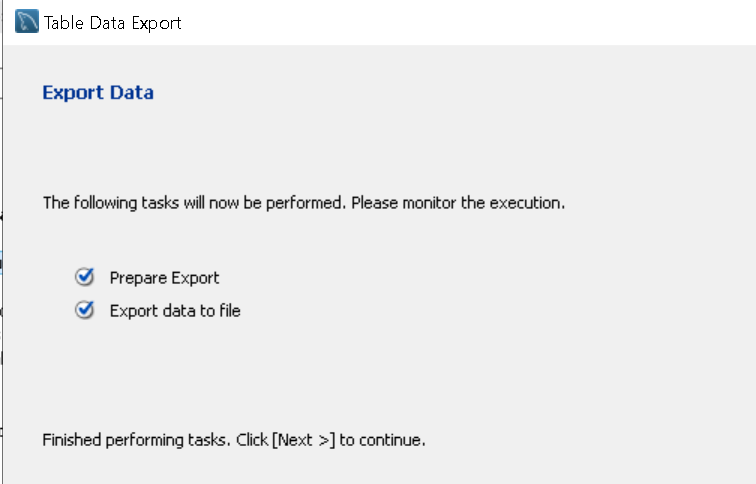 Table Data Export
Export Data
The following tasks will now be performed. Please monitor the execution.
Prepare Export
Export data to file
Finished performing tasks. Click [Next >] to continue.